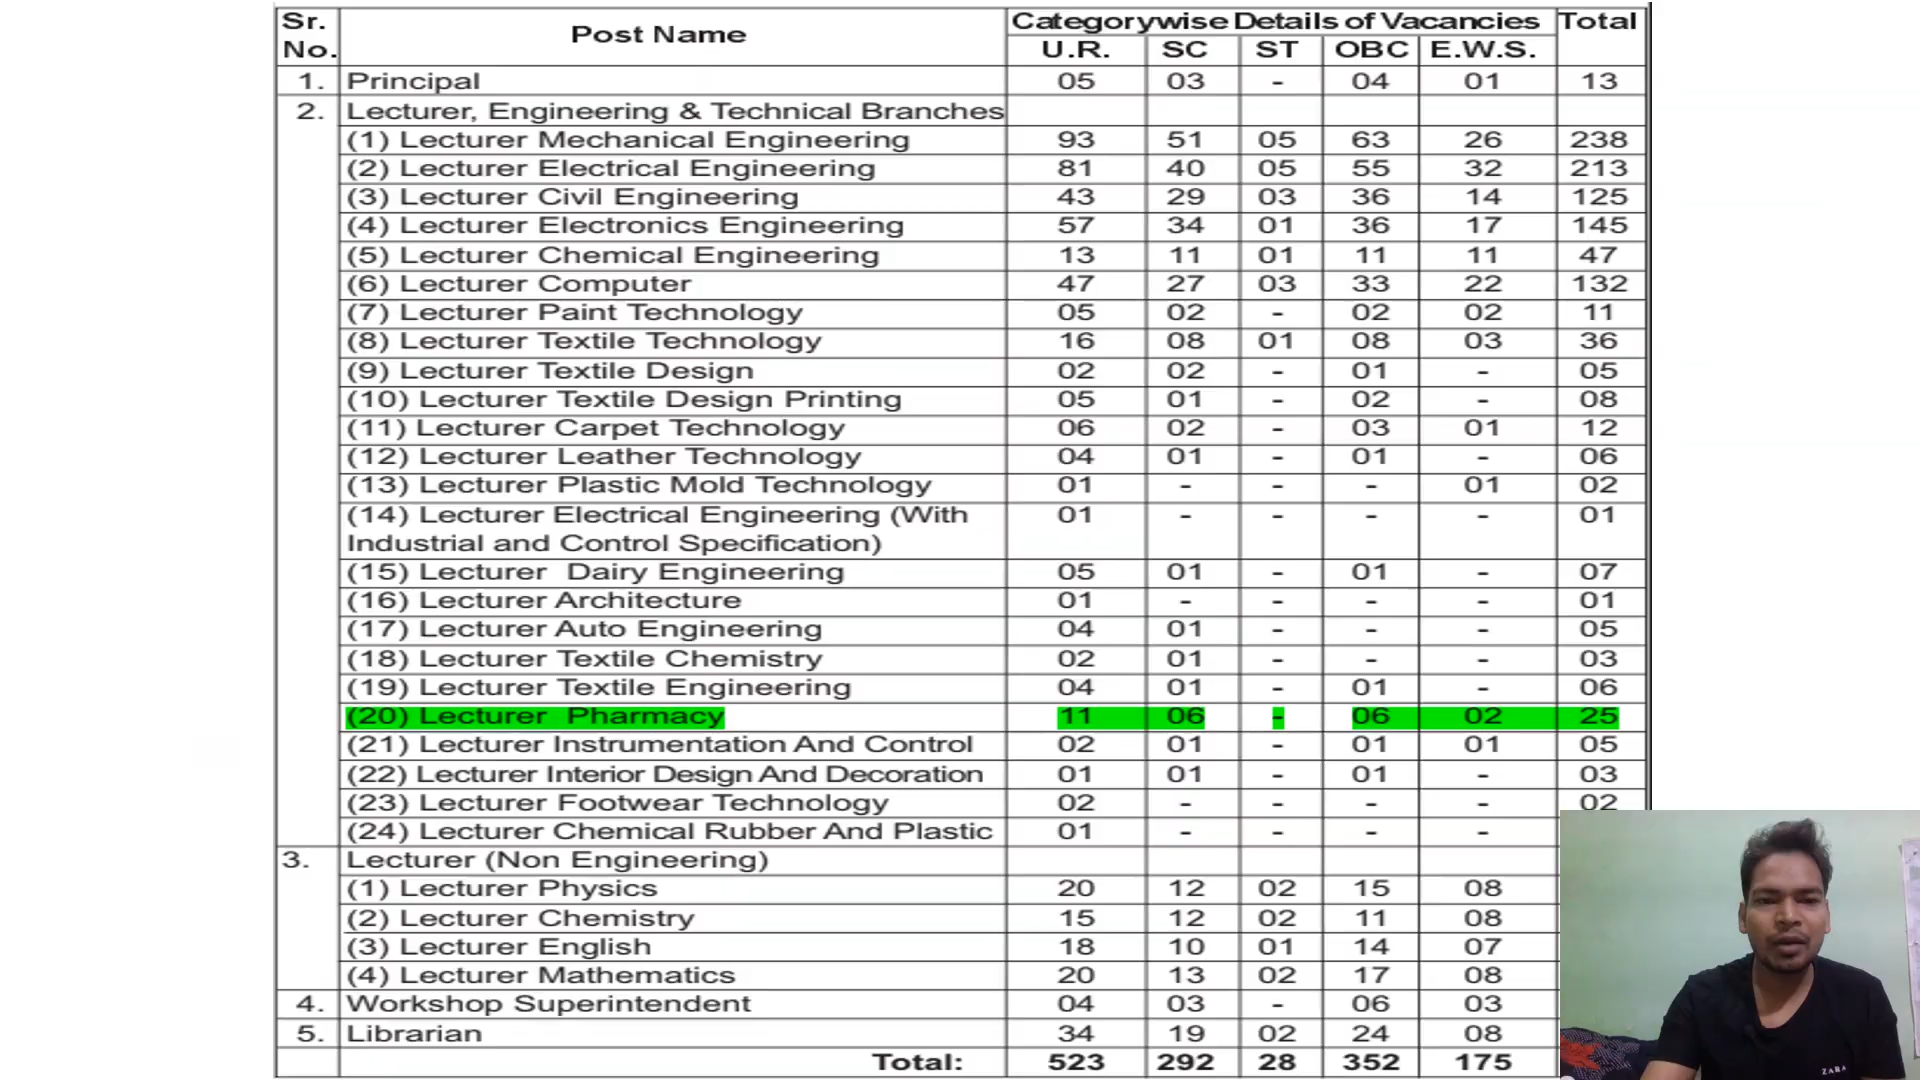 Sr. No. Post Name Categorywise Details of Vacancies Total
U.R. SC ST OBC E.W.S.
1. Principal 05 03 - 04 01 13
2. Lecturer, Engineering & Technical Branches
(1) Lecturer Mechanical Engineering 93 51 05 63 26 238
(2) Lecturer Electrical Engineering 81 40 05 55 32 213
(3) Lecturer Civil Engineering 43 29 03 36 14 125
(4) Lecturer Electronics Engineering 57 34 01 36 17 145
(5) Lecturer Chemical Engineering 13 11 01 11 11 47
(6) Lecturer Computer 47 27 03 33 22 132
(7) Lecturer Paint Technology 05 02 - 02 02 11
(8) Lecturer Textile Technology 16 08 01 08 03 36
(9) Lecturer Textile Design 02 02 - 01 - 05
(10) Lecturer Textile Design Printing 05 01 - 02 - 08
(11) Lecturer Carpet Technology 06 02 - 03 01 12
(12) Lecturer Leather Technology 04 01 - 01 - 06
(13) Lecturer Plastic Mold Technology 01 - - - 01 02
(14) Lecturer Electrical Engineering (With 01 - - - - 01
Industrial and Control Specification)
(15) Lecturer Dairy Engineering 05 01 - 01 - 07
(16) Lecturer Architecture 01 - - - - 01
(17) Lecturer Auto Engineering 04 01 - - - 05
(18) Lecturer Textile Chemistry 02 01 - - - 03
(19) Lecturer Textile Engineering 04 01 - 01 - 06
(20) Lecturer Pharmacy 11 06 - 06 02 25
(21) Lecturer Instrumentation And Control 02 01 - 01 01 05
(22) Lecturer Interior Design And Decoration 01 01 - 01 - 03
(23) Lecturer Footwear Technology 02 - - - - 02
(24) Lecturer Chemical Rubber And Plastic 01 - - - -
3. Lecturer (Non Engineering)
(1) Lecturer Physics 20 12 02 15 08
(2) Lecturer Chemistry 15 12 02 11 08
(3) Lecturer English 18 10 01 14 07
(4) Lecturer Mathematics 20 13 02 17 08
4. Workshop Superintendent 04 03 - 06 03
5. Librarian 34 19 02 24 08
Total: 523 292 28 352 175
ZARA